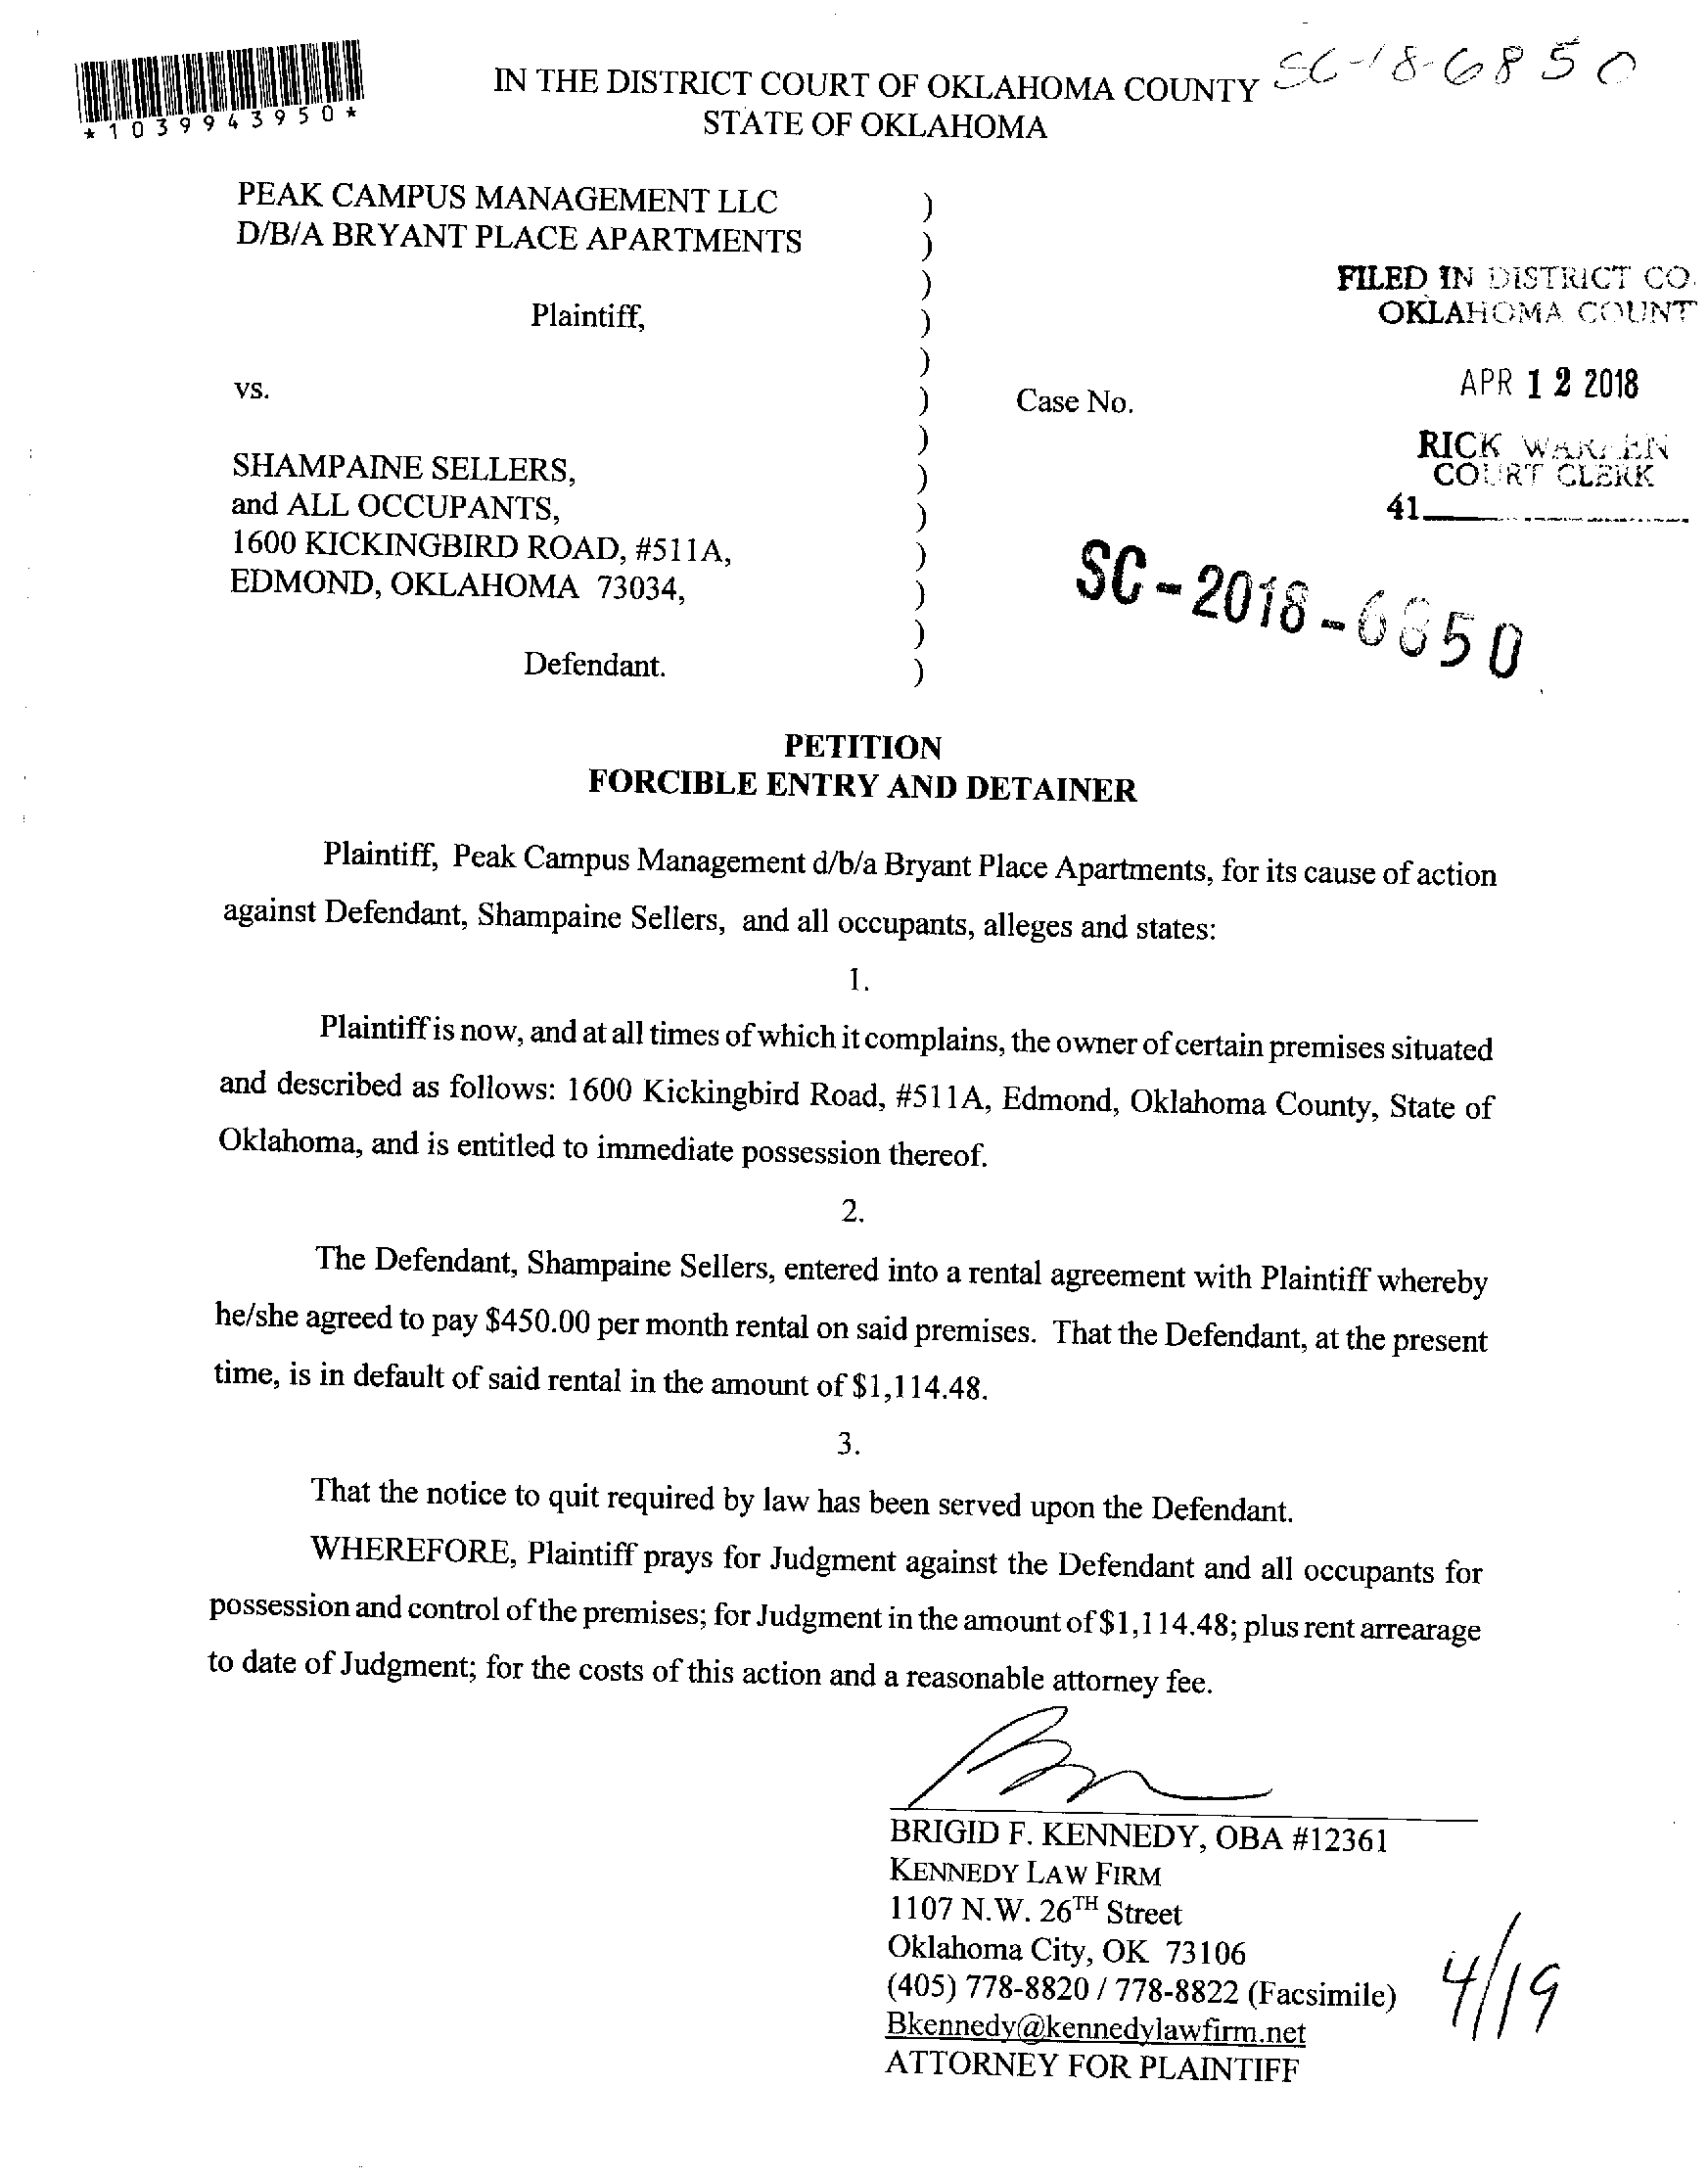 SC-18-6850
*1039943950*
IN THE DISTRICT COURT OF OKLAHOMA COUNTY
STATE OF OKLAHOMA
PEAK CAMPUS MANAGEMENT LLC )
D/B/A BRYANT PLACE APARTMENTS )
)
Plaintiff, )
)
vs. ) Case No.
)
SHAMPAINE SELLERS, )
and ALL OCCUPANTS, )
1600 KICKINGBIRD ROAD, #511A, )
EDMOND, OKLAHOMA 73034, )
)
Defendant. )
FILED IN DISTRICT CO
OKLAHOMA COUNT
APR 12 2018
RICK WARREN
COURT CLERK
41
SC-2018-6850
PETITION
FORCIBLE ENTRY AND DETAINER
Plaintiff, Peak Campus Management d/b/a Bryant Place Apartments, for its cause of action
against Defendant, Shampaine Sellers, and all occupants, alleges and states:
1.
Plaintiff is now, and at all times of which it complains, the owner of certain premises situated
and described as follows: 1600 Kickingbird Road, #511A, Edmond, Oklahoma County, State of
Oklahoma, and is entitled to immediate possession thereof.
2.
The Defendant, Shampaine Sellers, entered into a rental agreement with Plaintiff whereby
he/she agreed to pay $450.00 per month rental on said premises. That the Defendant, at the present
time, is in default of said rental in the amount of $1,114.48.
3.
That the notice to quit required by law has been served upon the Defendant.
WHEREFORE, Plaintiff prays for Judgment against the Defendant and all occupants for
possession and control of the premises; for Judgment in the amount of $1,114.48; plus rent arrearage
to date of Judgment; for the costs of this action and a reasonable attorney fee.
BRIGID F. KENNEDY, OBA #12361
KENNEDY LAW FIRM
1107 N.W. 26TH Street
Oklahoma City, OK 73106
(405) 778-8820 / 778-8822 (Facsimile)
Bkennedy@kennedylawfirm.net
ATTORNEY FOR PLAINTIFF
4/19